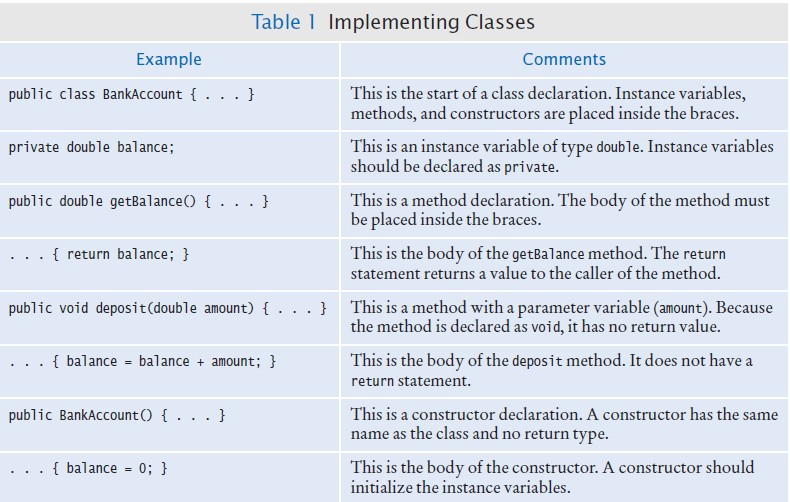 Table 1 Implementing Classes
Example
Comments
public class BankAccount { . . . }
This is the start of a class declaration. Instance variables,
methods, and constructors are placed inside the braces.
private double balance;
This is an instance variable of type double. Instance variables
should be declared as private.
public double getBalance() { . . . }
This is a method declaration. The body of the method must
be placed inside the braces.
. . . { return balance; }
This is the body of the getBalance method. The return
statement returns a value to the caller of the method.
public void deposit(double amount) { . . . }
This is a method with a parameter variable (amount). Because
the method is declared as void, it has no return value.
. . . { balance = balance + amount; }
This is the body of the deposit method. It does not have a
return statement.
public BankAccount() { . . . }
This is a constructor declaration. A constructor has the same
name as the class and no return type.
. . . { balance = 0; }
This is the body of the constructor. A constructor should
initialize the instance variables.